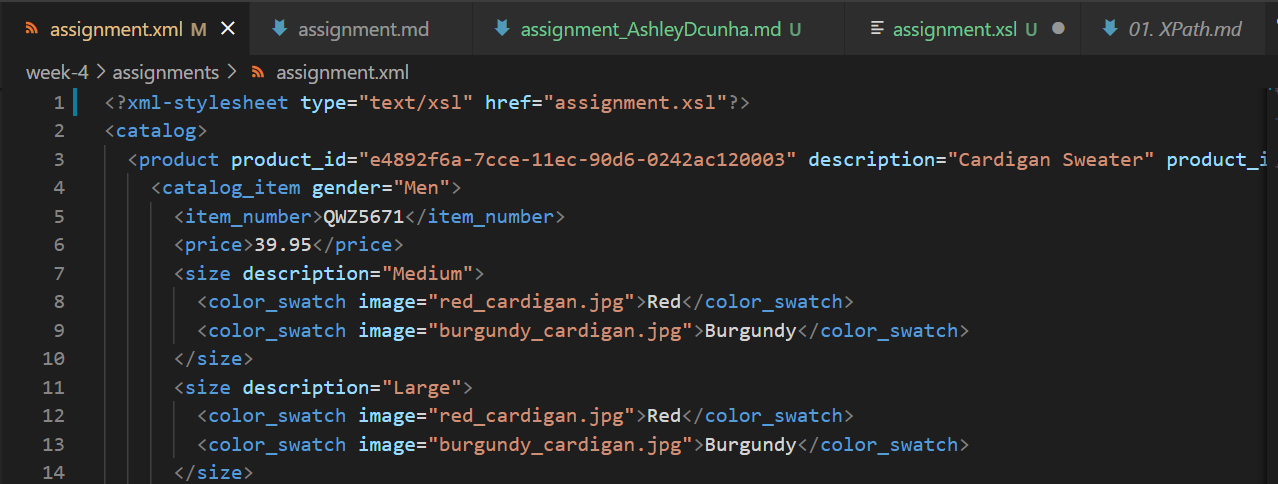 assignment.xml M assignment.md assignment_AshleyDcunha.md U assignment.xsl U 01. XPath.md
week-4 > assignments > assignment.xml
1 <?xml-stylesheet type="text/xsl" href="assignment.xsl"?>
2 <catalog>
3 <product product_id="e4892f6a-7cce-11ec-90d6-0242ac120003" description="Cardigan Sweater" product_i
4 <catalog_item gender="Men">
5 <item_number>QWZ5671</item_number>
6 <price>39.95</price>
7 <size description="Medium">
8 <color_swatch image="red_cardigan.jpg">Red</color_swatch>
9 <color_swatch image="burgundy_cardigan.jpg">Burgundy</color_swatch>
10 </size>
11 <size description="Large">
12 <color_swatch image="red_cardigan.jpg">Red</color_swatch>
13 <color_swatch image="burgundy_cardigan.jpg">Burgundy</color_swatch>
14 </size>